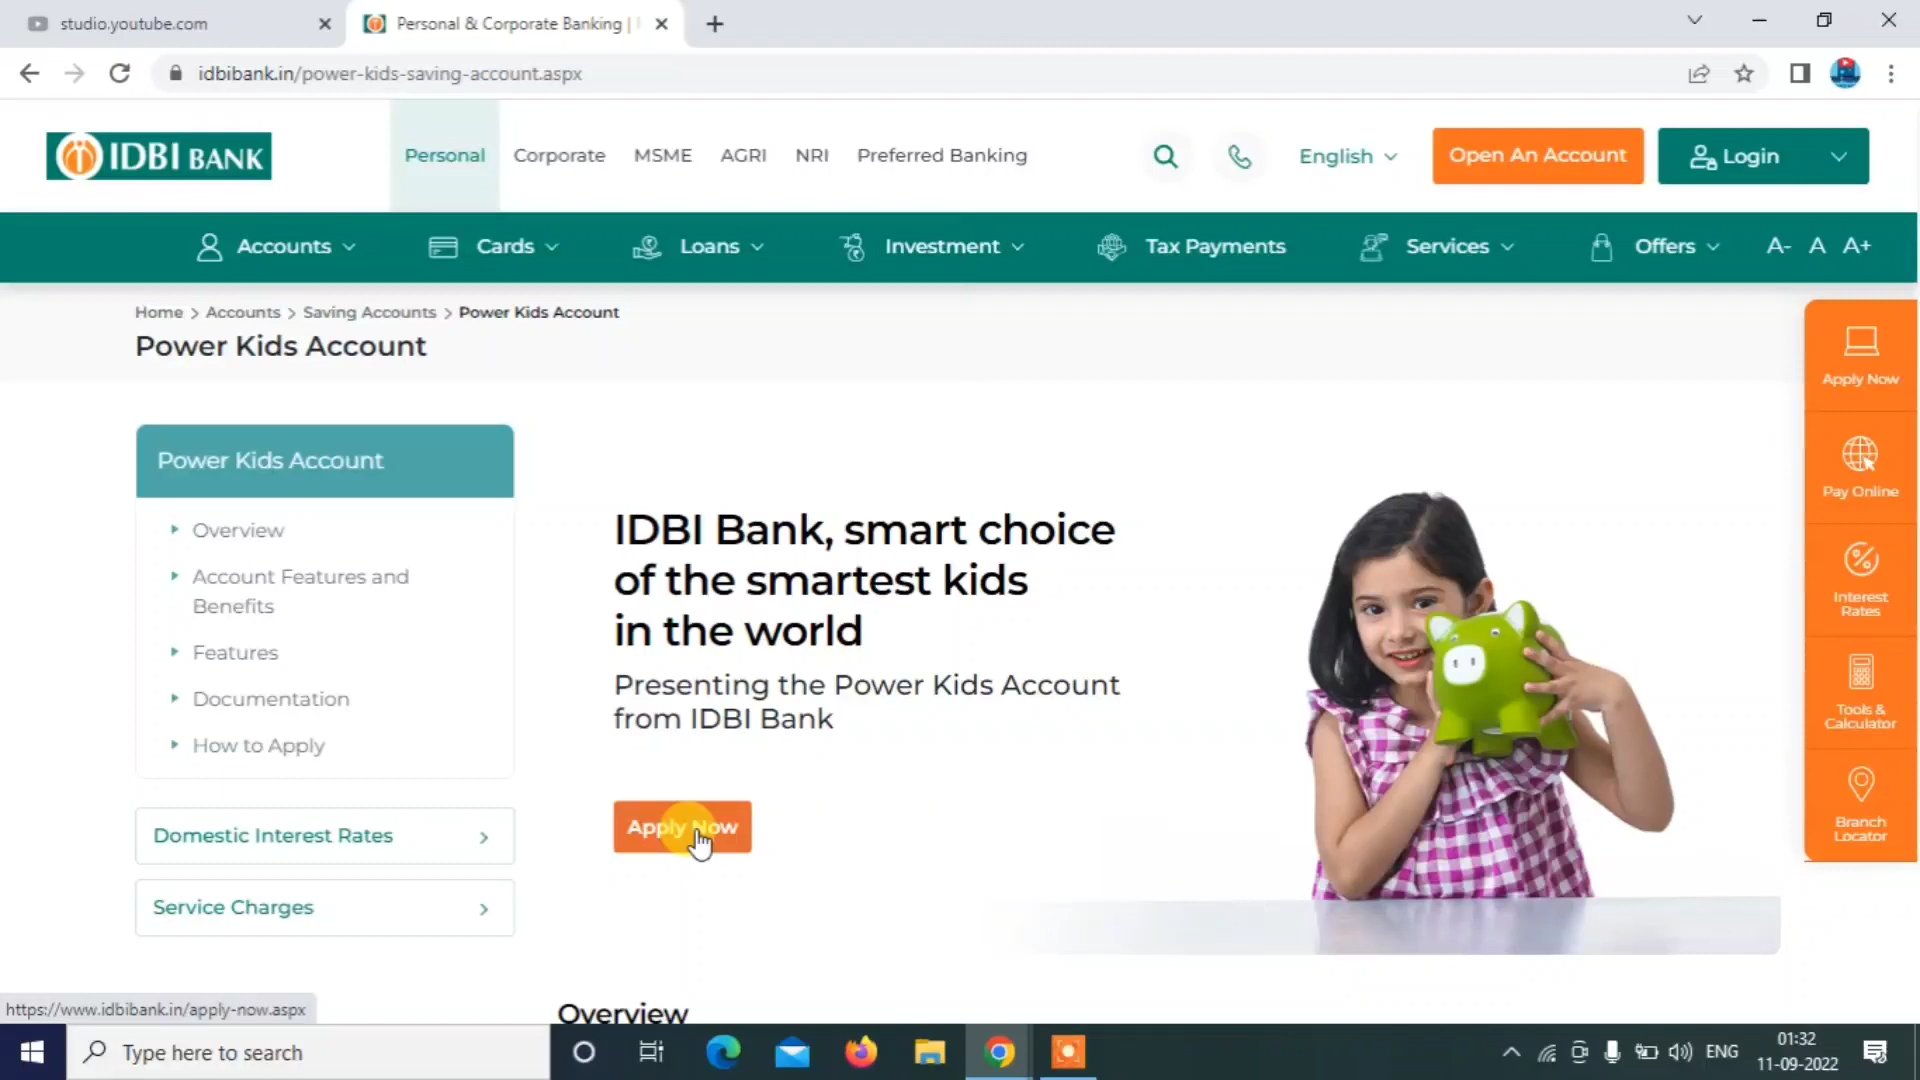 studio.youtube.com
Personal & Corporate Banking |
idbibank.in/power-kids-saving-account.aspx
IDBI BANK
Personal
Corporate
MSME
AGRI
NRI
Preferred Banking
English
Open An Account
Login
Accounts
Cards
Loans
Investment
Tax Payments
Services
Offers
A- A A+
Home > Accounts > Saving Accounts > Power Kids Account
Power Kids Account
Power Kids Account
Overview
Account Features and
Benefits
Features
Documentation
How to Apply
Domestic Interest Rates
Service Charges
IDBI Bank, smart choice
of the smartest kids
in the world
Presenting the Power Kids Account
from IDBI Bank
Apply Now
Apply Now
Pay Online
Interest
Rates
Tools &
Calculator
Branch
Locator
Overview
https://www.idbibank.in/apply-now.aspx
Type here to search
ENG
01:32
11-09-2022